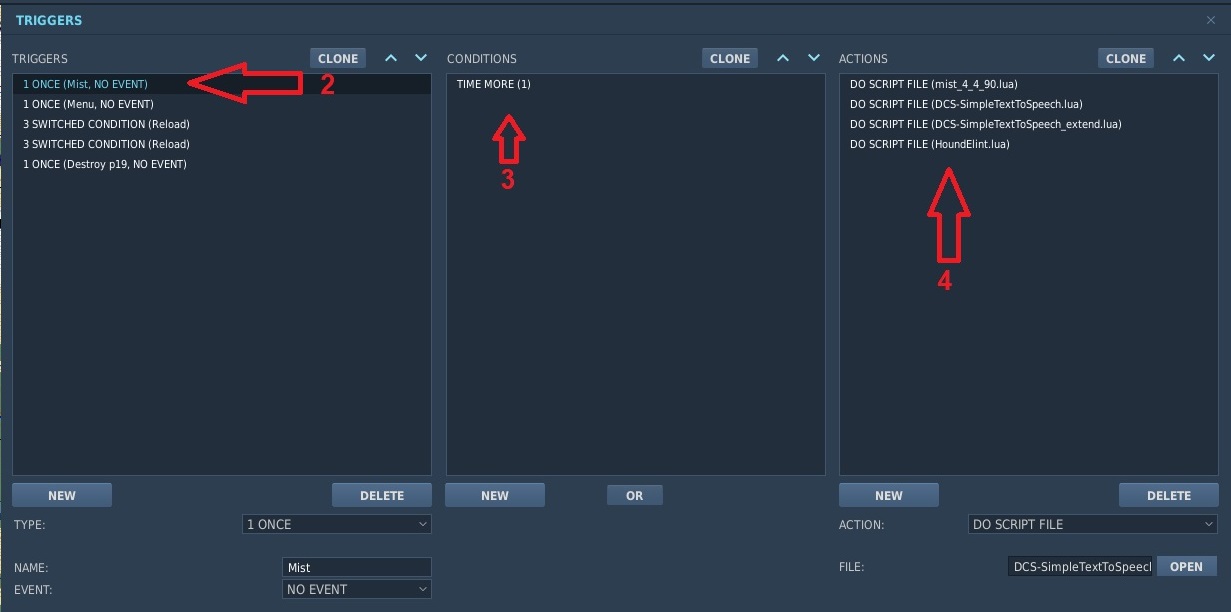 TRIGGERS
TRIGGERS CLONE CONDITIONS CLONE ACTIONS CLONE
1 ONCE (Mist, NO EVENT) 2 TIME MORE (1) DO SCRIPT FILE (mist_4_4_90.lua)
1 ONCE (Menu, NO EVENT) DO SCRIPT FILE (DCS-SimpleTextToSpeech.lua)
3 SWITCHED CONDITION (Reload) DO SCRIPT FILE (DCS-SimpleTextToSpeech_extend.lua)
3 SWITCHED CONDITION (Reload) DO SCRIPT FILE (HoundElint.lua)
1 ONCE (Destroy p19, NO EVENT)
3
4
NEW DELETE NEW OR NEW DELETE
TYPE: 1 ONCE ACTION: DO SCRIPT FILE
NAME: Mist FILE: DCS-SimpleTextToSpeecl OPEN
EVENT: NO EVENT